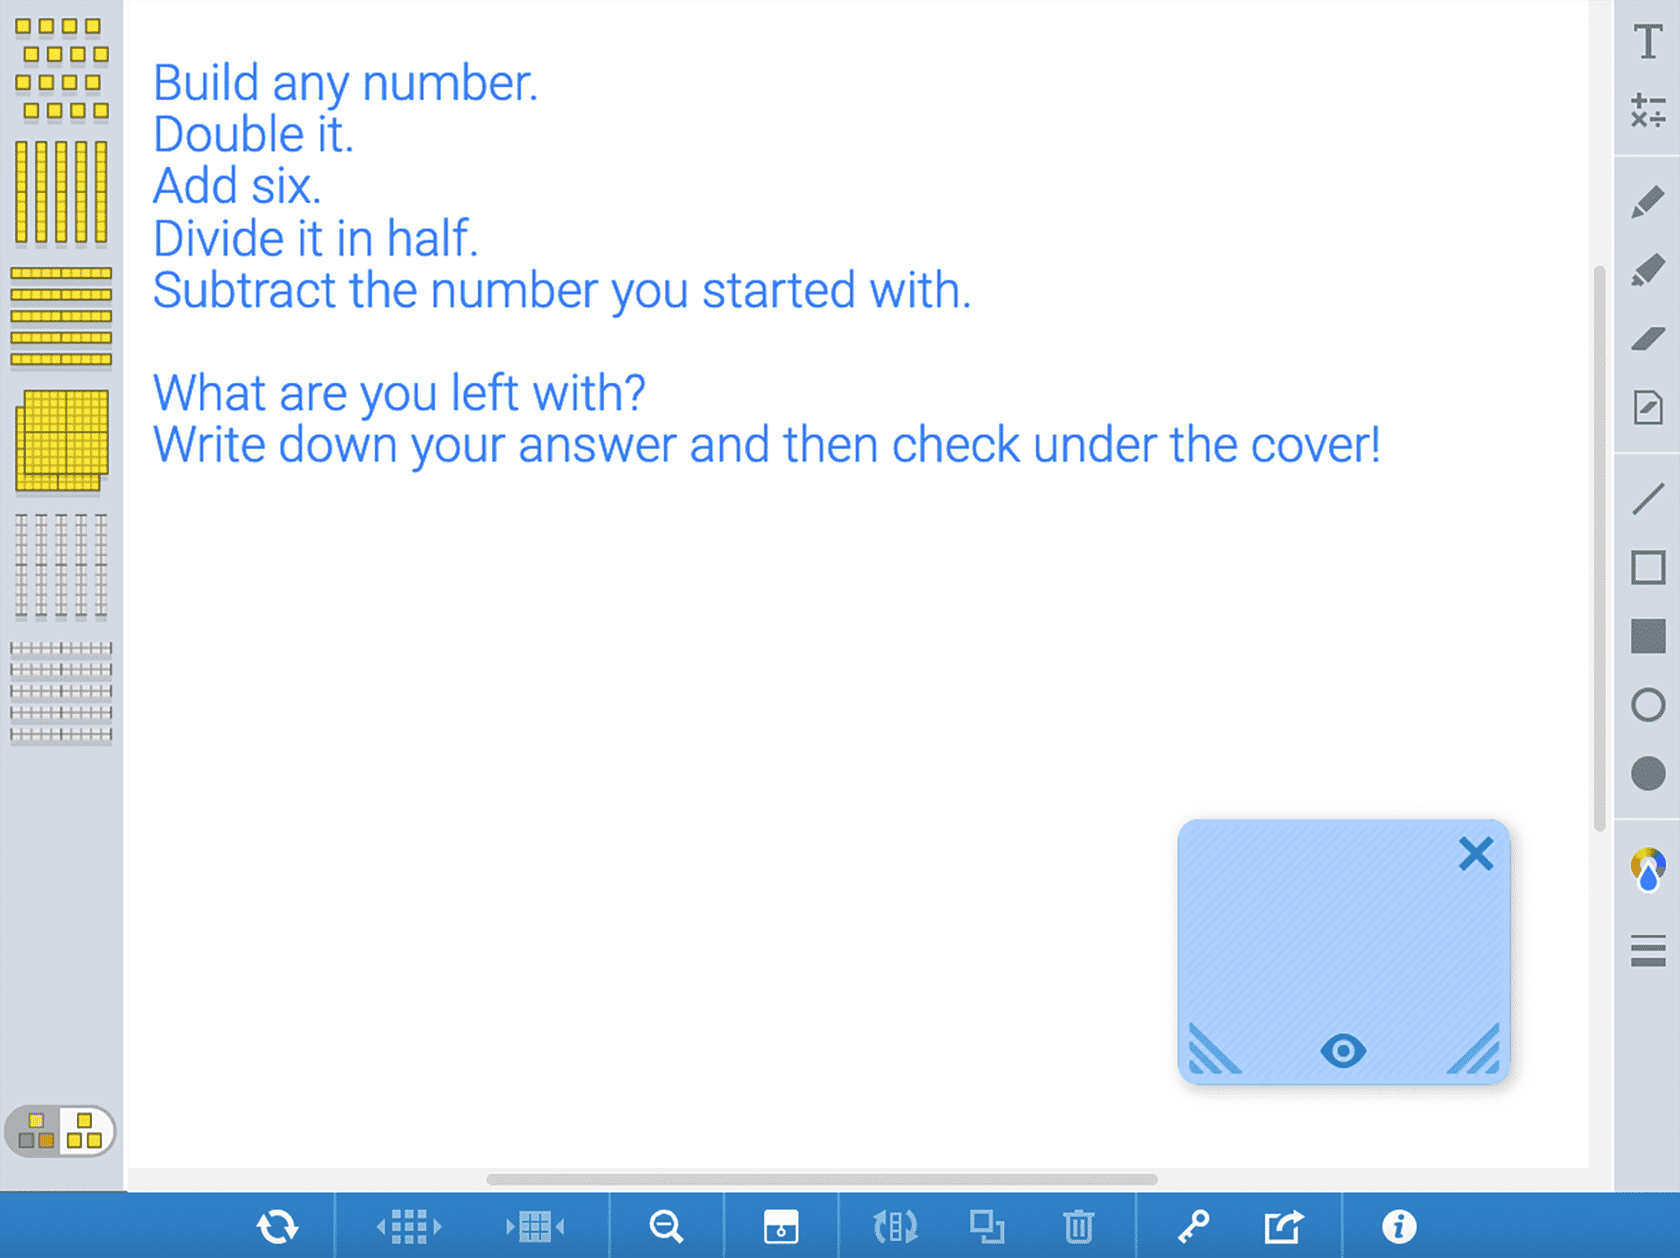 Build any number.
Double it.
Add six.
Divide it in half.
Subtract the number you started with.
What are you left with?
Write down your answer and then check under the cover!